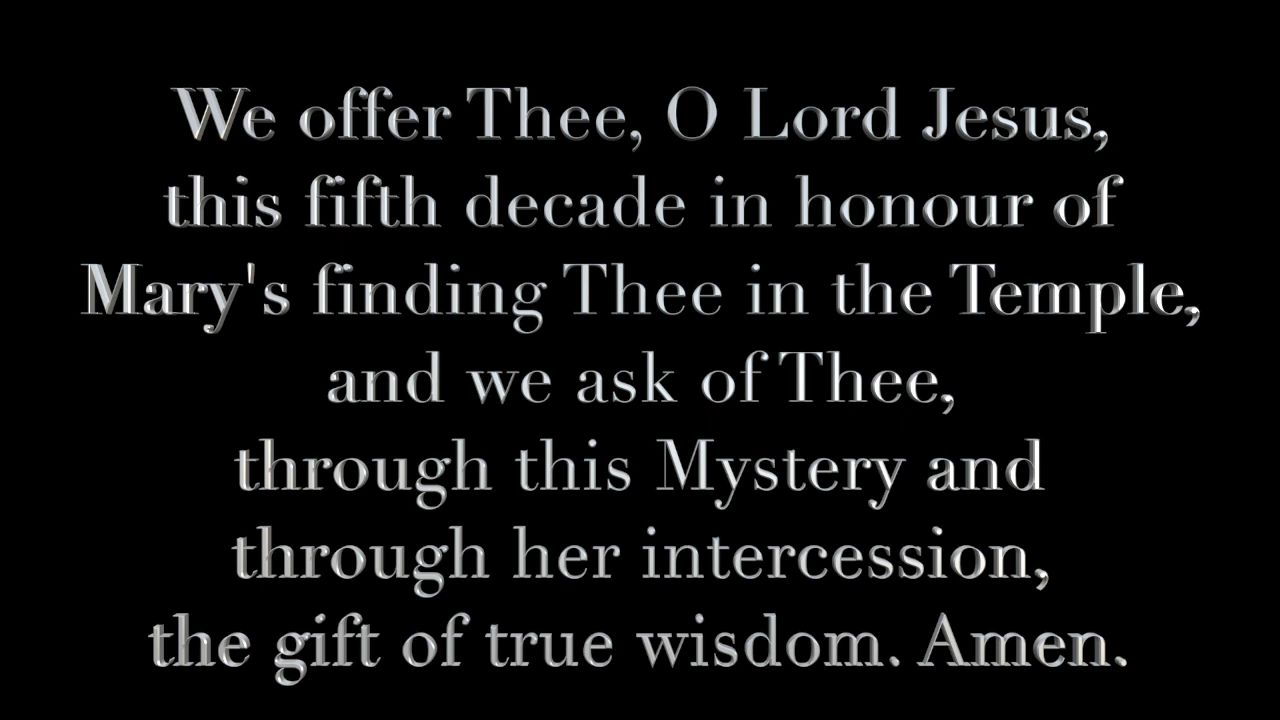 We offer Thee, O Lord Jesus,
this fifth decade in honour of
Mary's finding Thee in the Temple,
and we ask of Thee,
through this Mystery and
through her intercession,
the gift of true wisdom. Amen.